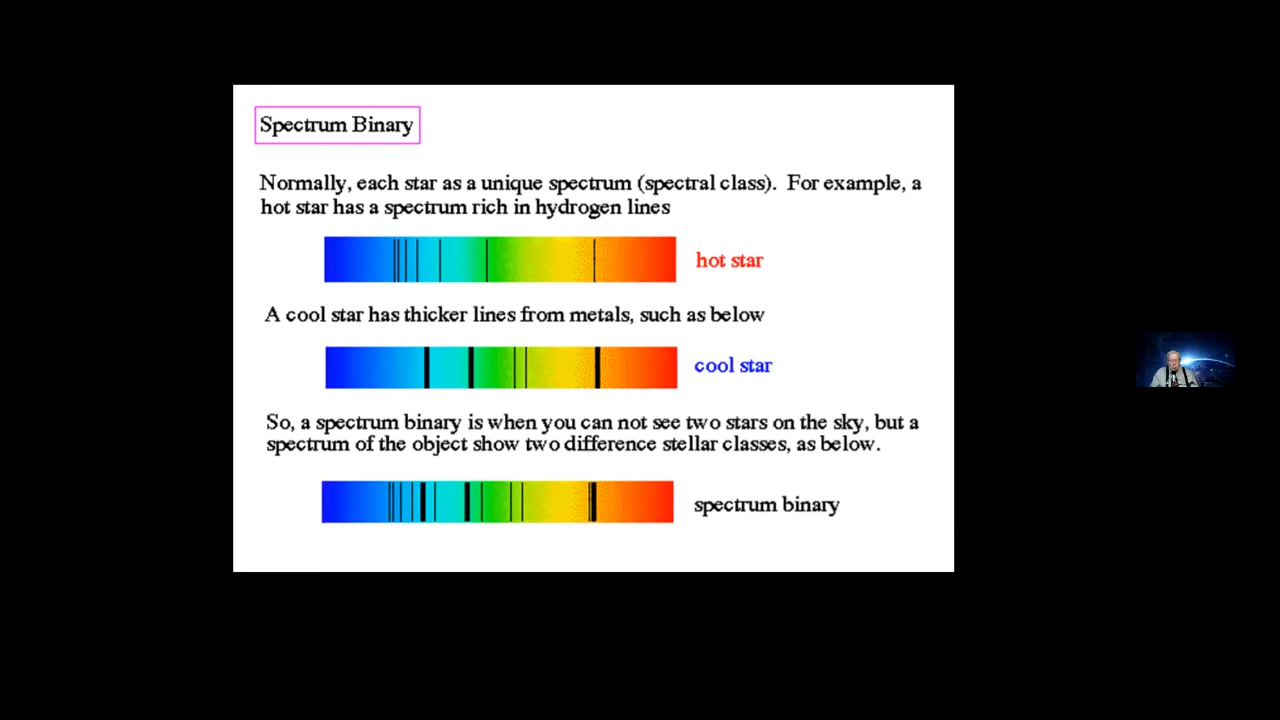 Spectrum Binary
Normally, each star as a unique spectrum (spectral class). For example, a
hot star has a spectrum rich in hydrogen lines
hot star
A cool star has thicker lines from metals, such as below
cool star
So, a spectrum binary is when you can not see two stars on the sky, but a
spectrum of the object show two difference stellar classes, as below.
spectrum binary